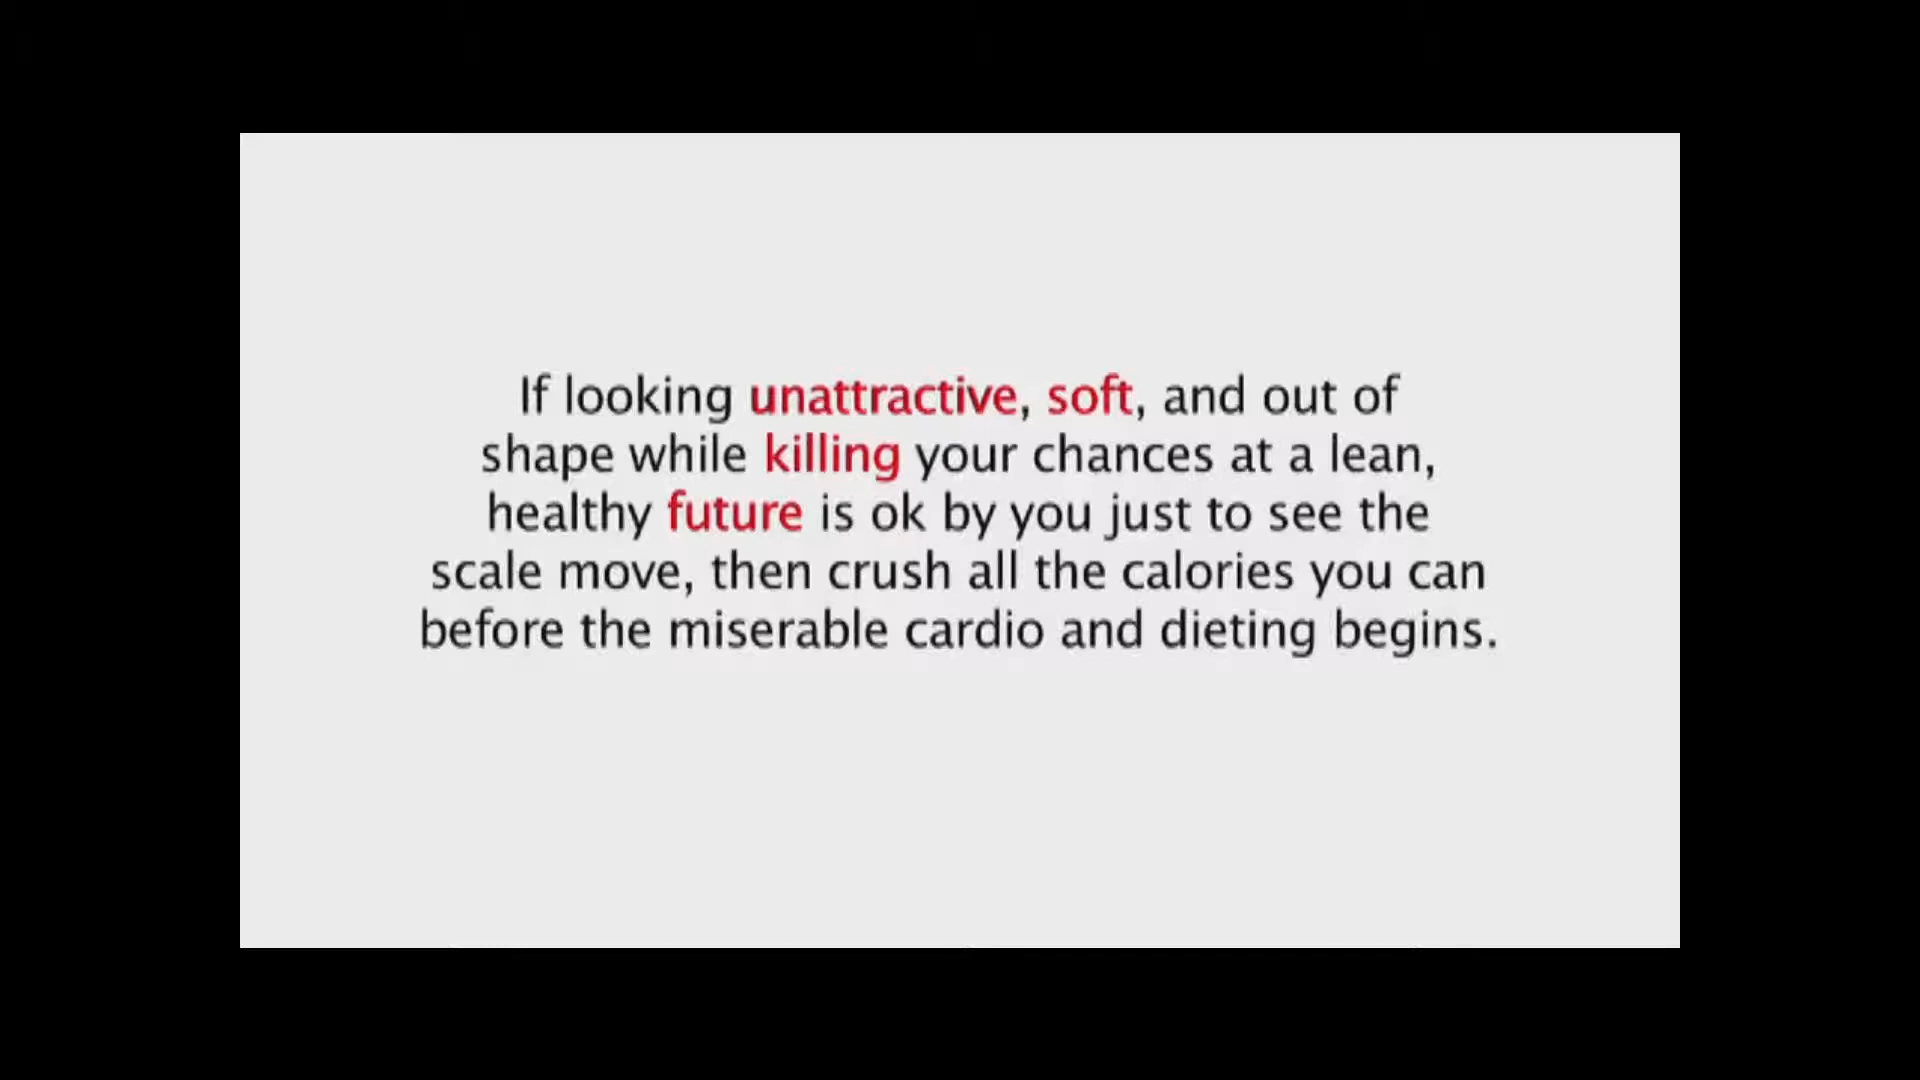 If looking unattractive, soft, and out of
shape while killing your chances at a lean,
healthy future is ok by you just to see the
scale move, then crush all the calories you can
before the miserable cardio and dieting begins.